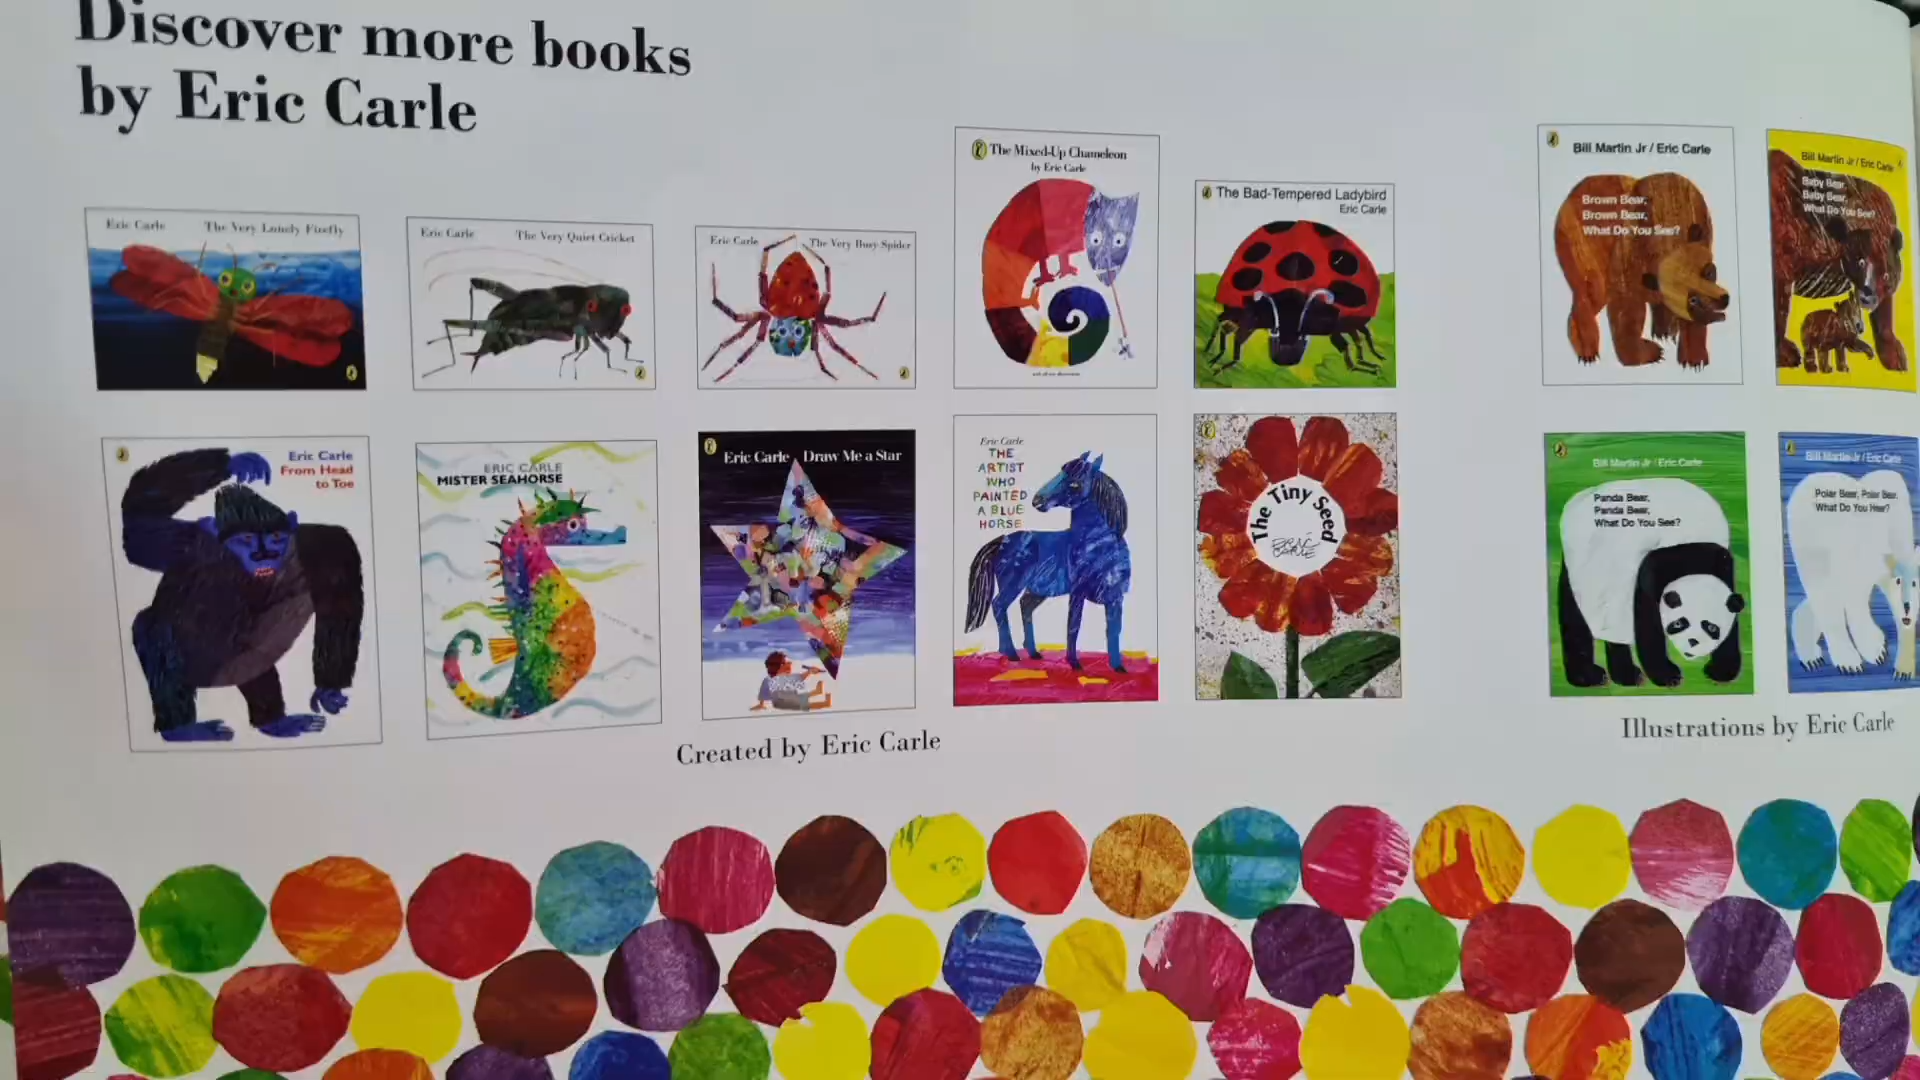 Discover more books
by Eric Carle
Eric Carle The Very Lonely Firefly
Eric Carle The Very Quiet Cricket
Eric Carle The Very Busy Spider
The Mixed-Up Chameleon
by Eric Carle
The Bad-Tempered Ladybird
Eric Carle
Bill Martin Jr / Eric Carle
Brown Bear,
Brown Bear,
What Do You See?
Bill Martin Jr / Eric Carle
Baby Bear,
Baby Bear,
What Do You See?
Eric Carle
From Head
to Toe
ERIC CARLE
MISTER SEAHORSE
Eric Carle Draw Me a Star
Eric Carle
THE
ARTIST
WHO
PAINTED
A BLUE
HORSE
The Tiny Seed
ERIC
CARLE
Bill Martin Jr / Eric Carle
Panda Bear,
Panda Bear,
What Do You See?
Bill Martin Jr / Eric Carle
Polar Bear, Polar Bear,
What Do You Hear?
Created by Eric Carle
Illustrations by Eric Carle